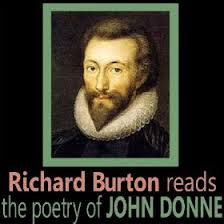 Richard Burton reads
the poetry of JOHN DONNE